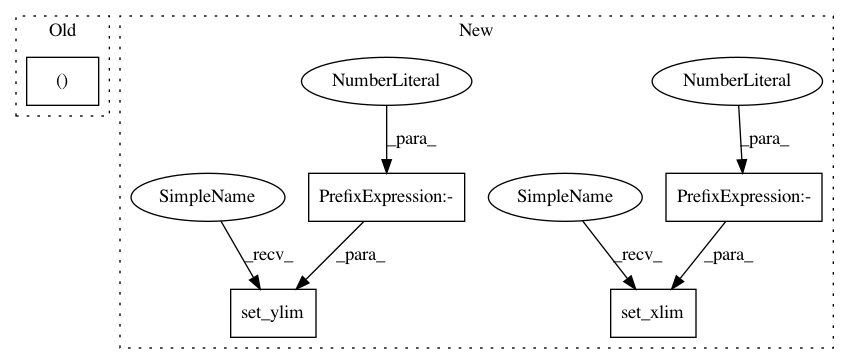 Old
New
()
NumberLiteral
NumberLiteral
_para_
_para_
SimpleName
PrefixExpression:-
SimpleName
PrefixExpression:-
_recv_
_para_
_recv_
_para_
set_ylim
set_xlim